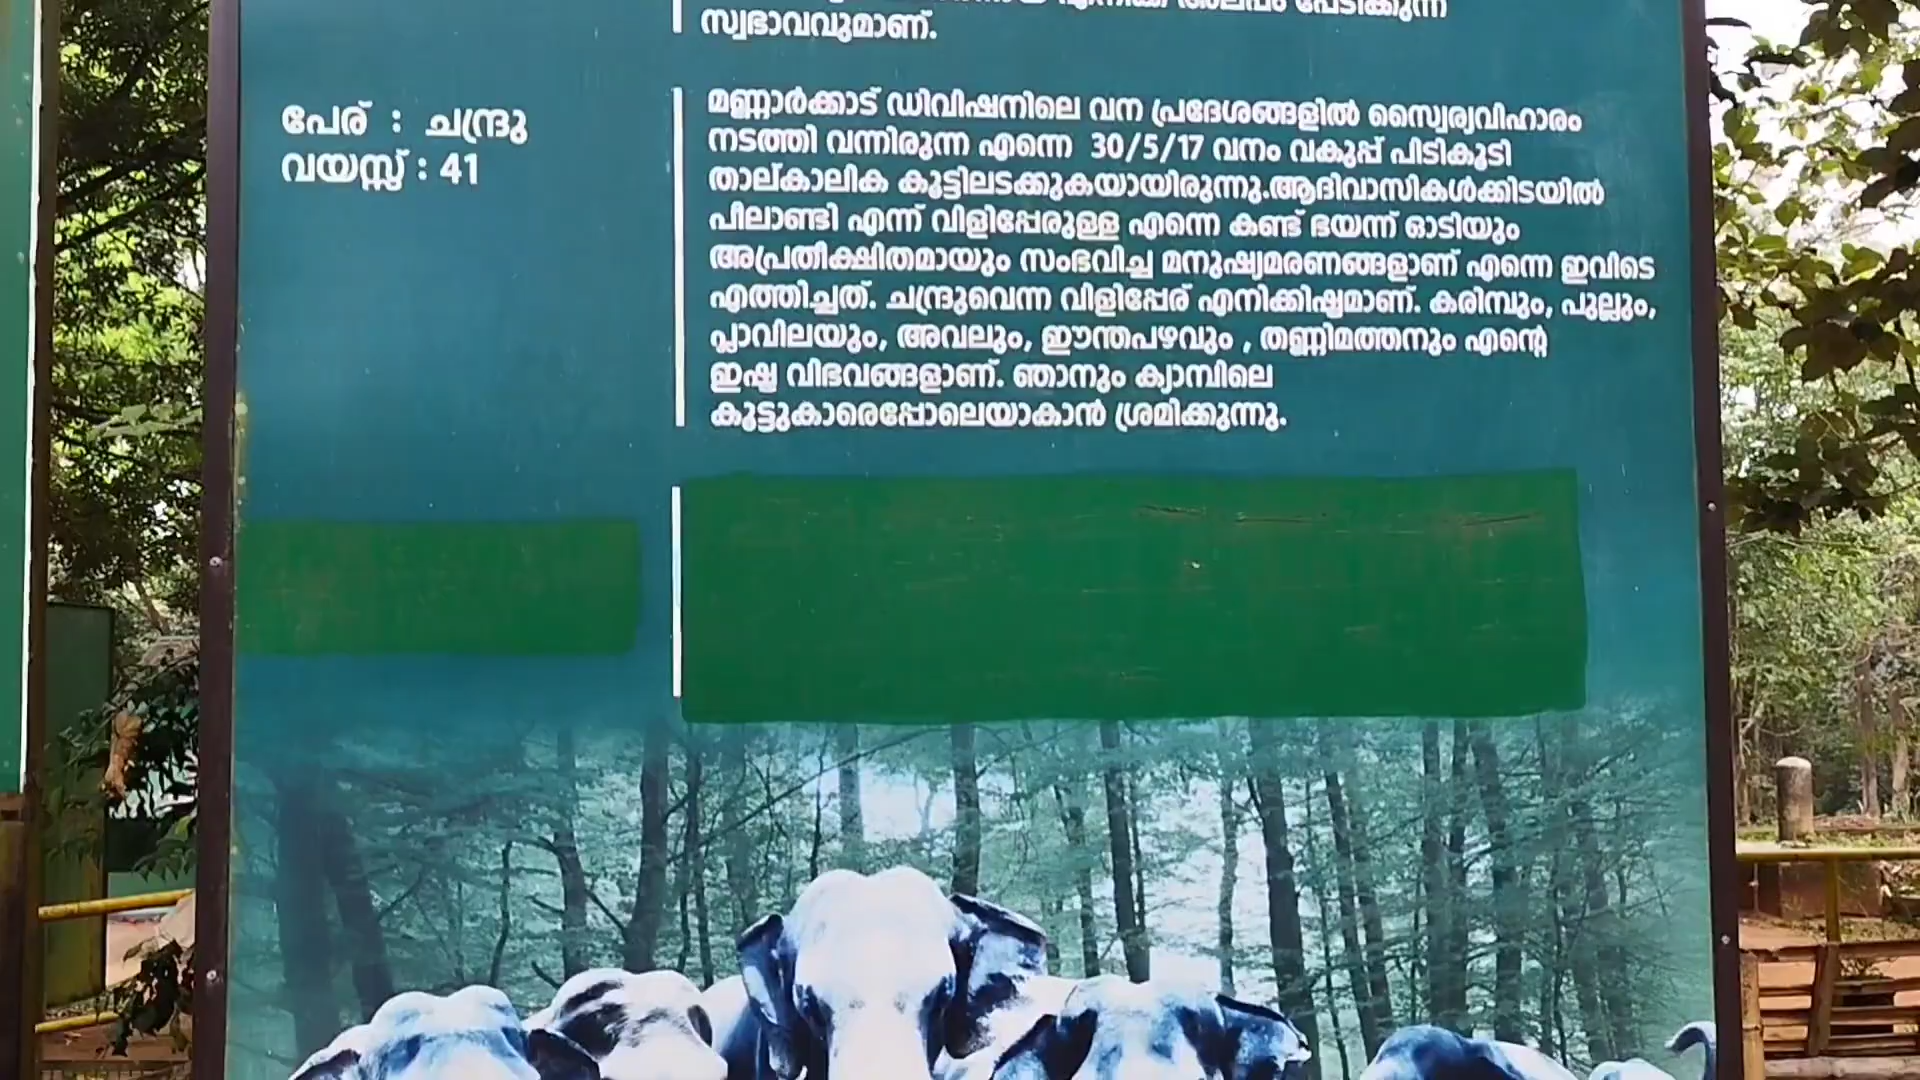 എനിക്ക് അല്പം പേടിക്കുന്ന
സ്വഭാവവുമാണ്.
പേര് : ചന്ദ്രു
വയസ്സ് : 41
മണ്ണാർക്കാട് ഡിവിഷനിലെ വന പ്രദേശങ്ങളിൽ സ്വൈര്യവിഹാരം
നടത്തി വന്നിരുന്ന എന്നെ 30/5/17 വനം വകുപ്പ് പിടികൂടി
താല്കാലിക കൂട്ടിലടക്കുകയായിരുന്നു.ആദിവാസികൾക്കിടയിൽ
പീലാണ്ടി എന്ന് വിളിപ്പേരുള്ള എന്നെ കണ്ട് ഭയന്ന് ഓടിയും
അപ്രതീക്ഷിതമായും സംഭവിച്ച മനുഷ്യമരണങ്ങളാണ് എന്നെ ഇവിടെ
എത്തിച്ചത്. ചന്ദ്രുവെന്ന വിളിപ്പേര് എനിക്കിഷ്ടമാണ്. കരിമ്പും, പുല്ലും,
പ്ലാവിലയും, അവലും, ഈന്തപഴവും , തണ്ണിമത്തനും എന്റെ
ഇഷ്ട വിഭവങ്ങളാണ്. ഞാനും ക്യാമ്പിലെ
കൂട്ടുകാരെപ്പോലെയാകാൻ ശ്രമിക്കുന്നു.